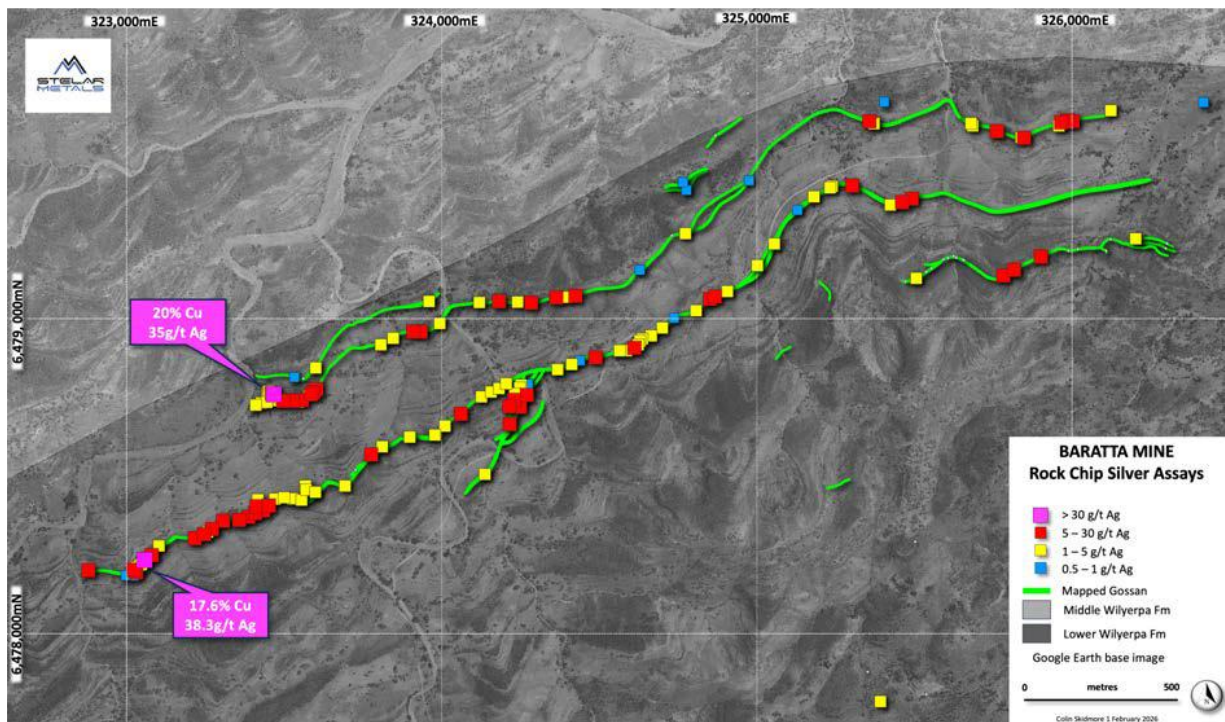 323,000mE
324,000mE
325,000mE
326,000mE
STELAR
METALS
6,479,000mN
6,478,000mN
20% Cu
35g/t Ag
17.6% Cu
38.3g/t Ag
BARATTA MINE
Rock Chip Silver Assays
> 30 g/t Ag
5 – 30 g/t Ag
1 – 5 g/t Ag
0.5 – 1 g/t Ag
Mapped Gossan
Middle Wilyerpa Fm
Lower Wilyerpa Fm
Google Earth base image
0 metres 500
N
Colin Skidmore 1 February 2026